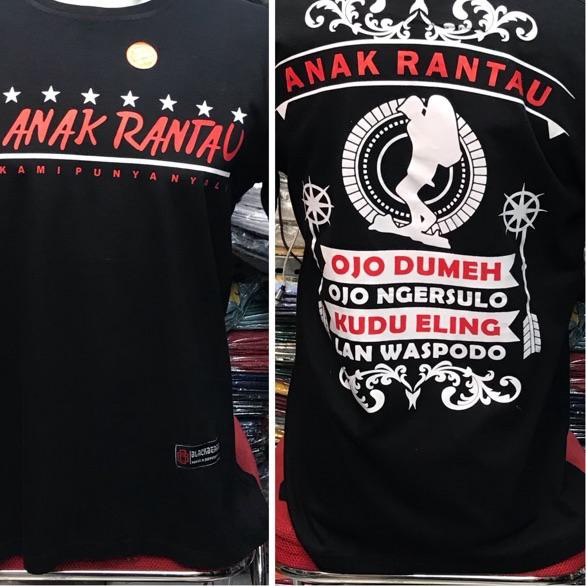 ANAK RANTAU
KAMI PUNYA NYALI
ANAK RANTAU
OJO DUMEH
OJO NGERSULO
KUDU ELING
LAN WASPODO